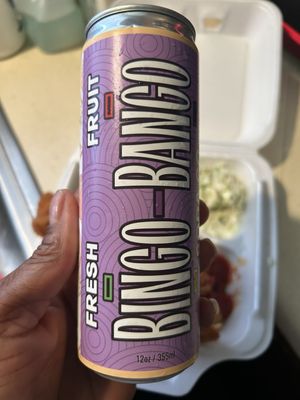 FRESH FRUIT
BINGO BANGO
12oz / 355ml